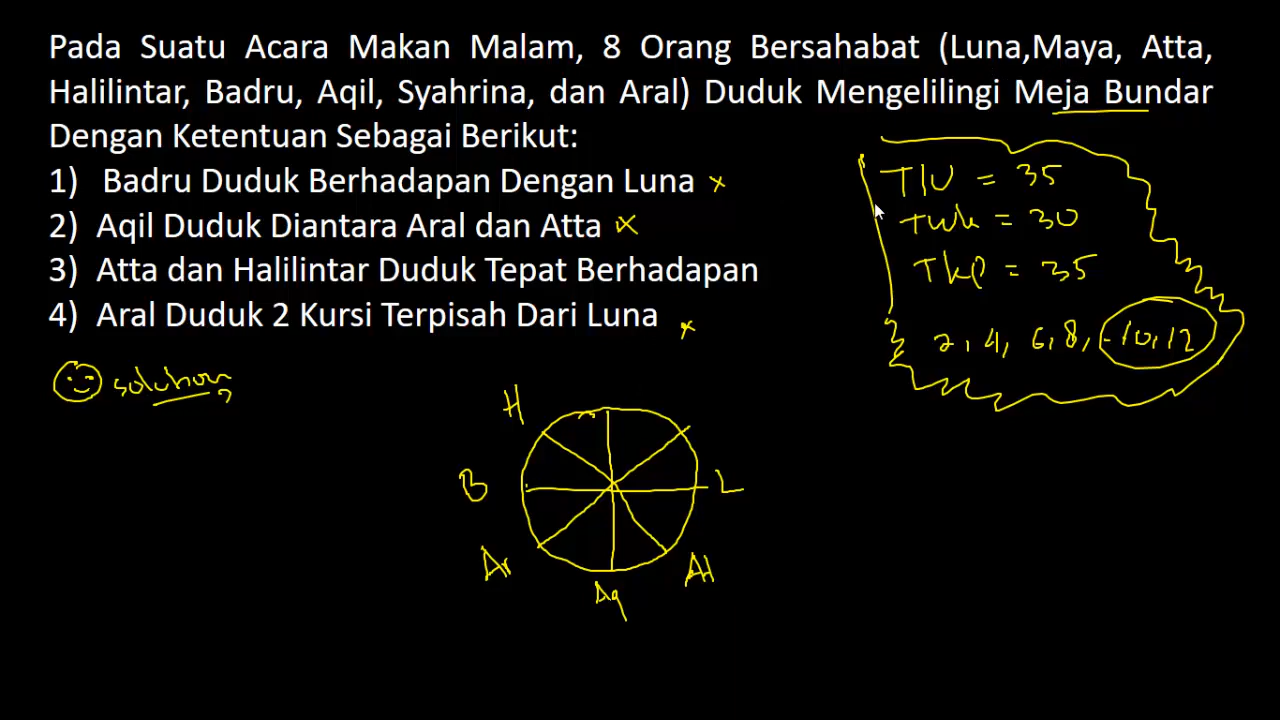 Pada Suatu Acara Makan Malam, 8 Orang Bersahabat (Luna,Maya, Atta,
Halilintar, Badru, Aqil, Syahrina, dan Aral) Duduk Mengelilingi Meja Bundar
Dengan Ketentuan Sebagai Berikut:
1) Badru Duduk Berhadapan Dengan Luna x
2) Aqil Duduk Diantara Aral dan Atta x
3) Atta dan Halilintar Duduk Tepat Berhadapan
4) Aral Duduk 2 Kursi Terpisah Dari Luna x
TIU = 35
TWK = 30
TKP = 35
2, 4, 6, 8, -10, 12
solution
H
B
L
Ar
Aq
At